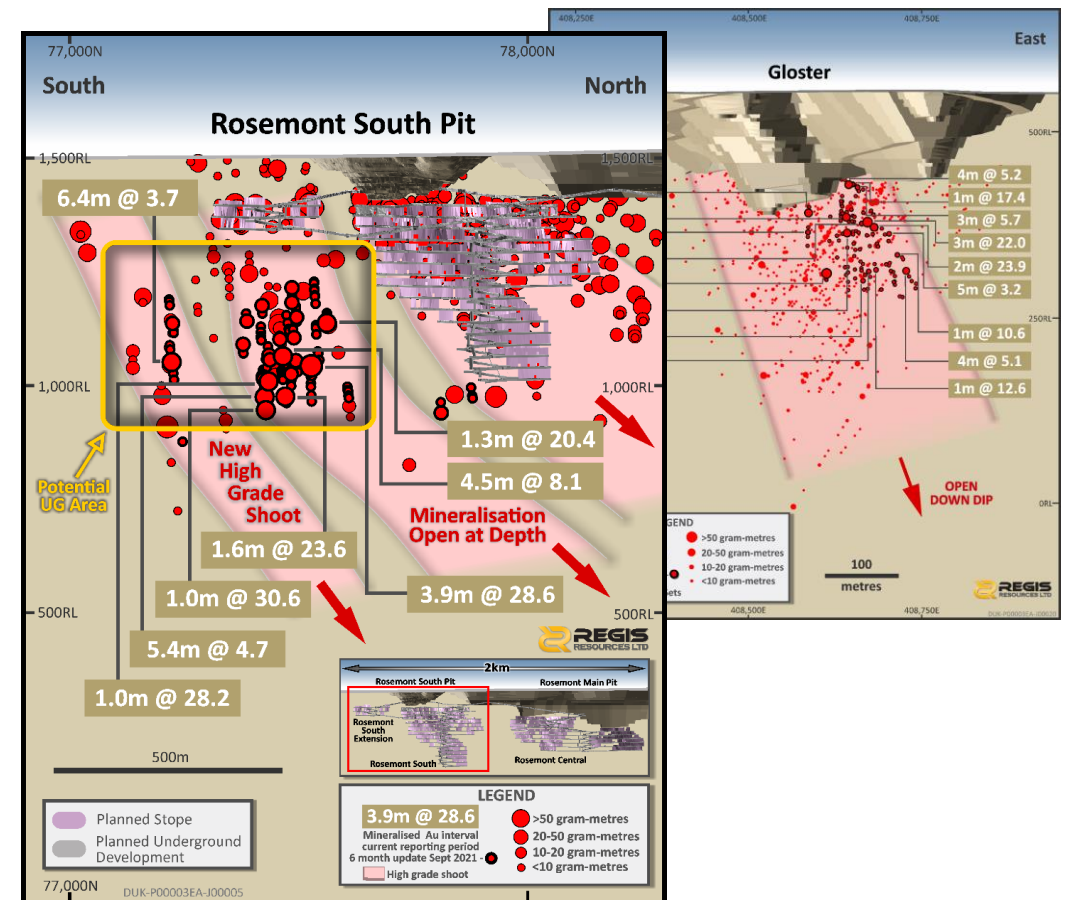 77,000N
78,000N
South
North
Rosemont South Pit
1,500RL
1,500RL
6.4m @ 3.7
1,000RL
1,000RL
1.3m @ 20.4
4.5m @ 8.1
Potential
UG Area
New
High
Grade
Shoot
Mineralisation
Open at Depth
1.6m @ 23.6
3.9m @ 28.6
1.0m @ 30.6
500RL
500RL
5.4m @ 4.7
1.0m @ 28.2
REGIS
RESOURCES LTD
2km
Rosemont South Pit
Rosemont Main Pit
Rosemont
South
Extension
Rosemont South
Rosemont Central
500m
Planned Stope
Planned Underground
Development
LEGEND
3.9m @ 28.6
Mineralised Au interval
current reporting period
6 month update Sept 2021 -
High grade shoot
>50 gram-metres
20-50 gram-metres
10-20 gram-metres
<10 gram-metres
77,000N
DUK-P00003EA-J00005
408,250E
408,500E
408,750E
East
Gloster
500RL
4m @ 5.2
1m @ 17.4
3m @ 5.7
3m @ 22.0
2m @ 23.9
5m @ 3.2
250RL
1m @ 10.6
4m @ 5.1
1m @ 12.6
OPEN
DOWN DIP
0RL
GEND
>50 gram-metres
20-50 gram-metres
10-20 gram-metres
<10 gram-metres
ets
100
metres
REGIS
RESOURCES LTD
408,500E
408,750E